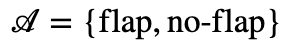 𝒜 = {flap, no-flap}